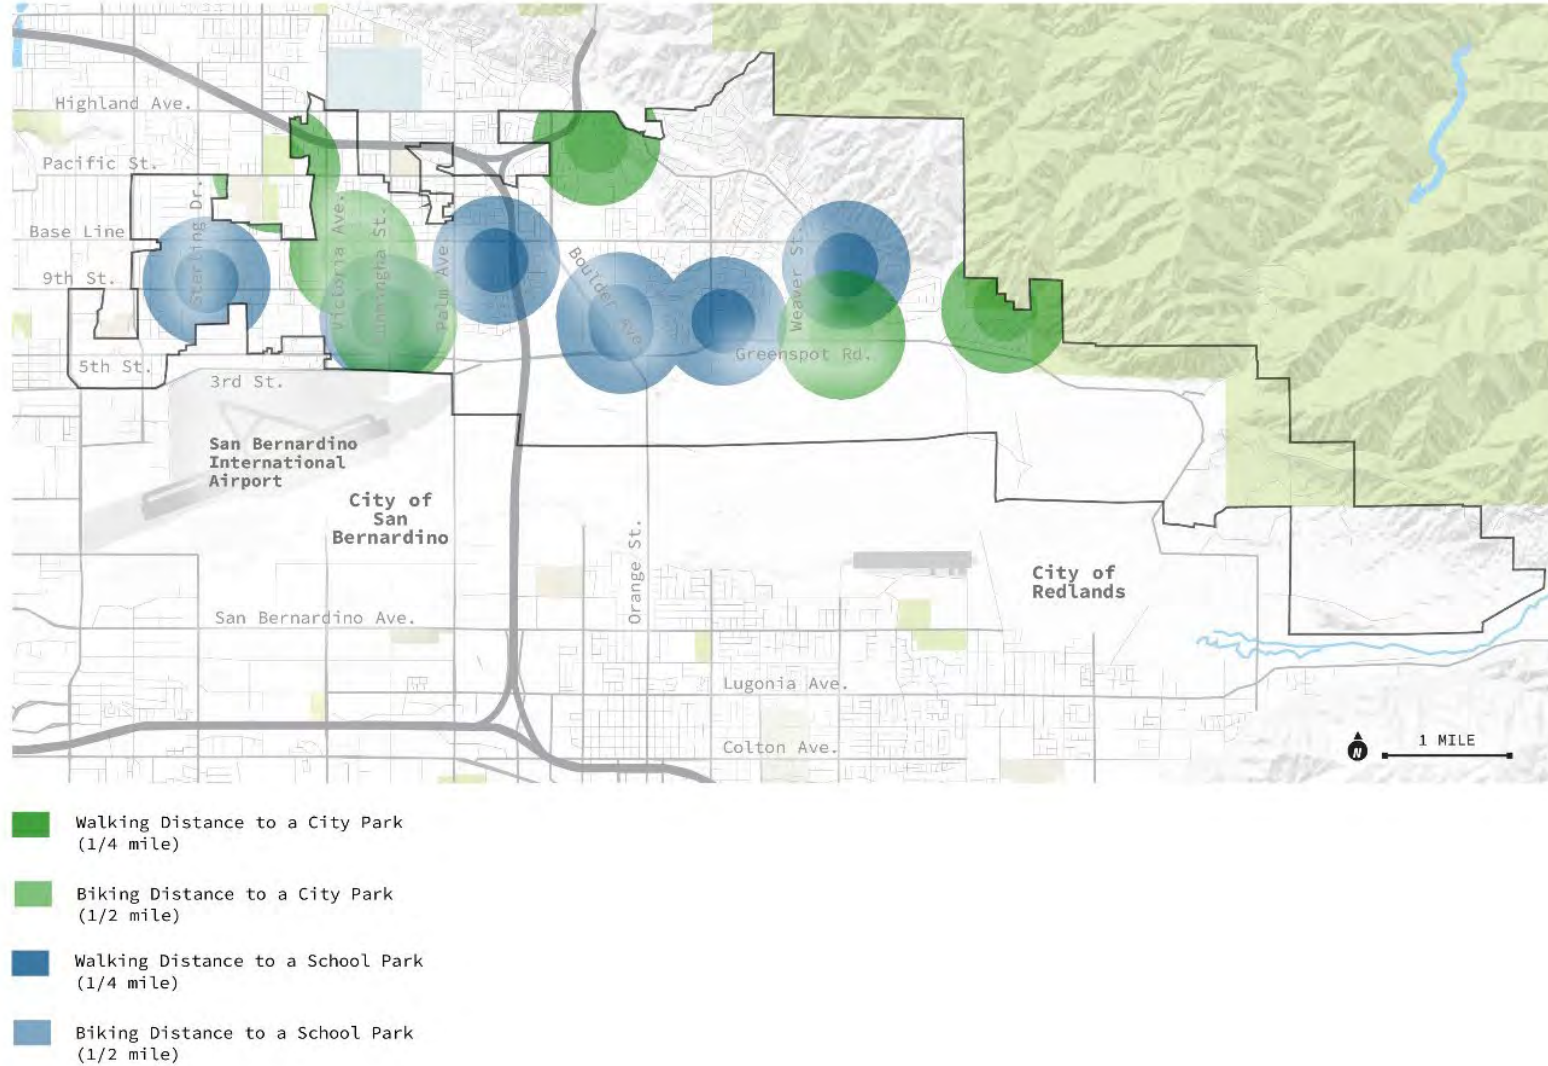 Highland Ave.
Pacific St.
Sterling Dr.
Base Line
Victoria Ave.
Palm Ave.
9th St.
Boulder Ave.
Weaver St.
Greenspot Rd.
5th St.
3rd St.
San Bernardino
International
Airport
City of
San
Bernardino
Orange St.
City of
Redlands
San Bernardino Ave.
Lugonia Ave.
Colton Ave.
N
1 MILE
Walking Distance to a City Park
(1/4 mile)
Biking Distance to a City Park
(1/2 mile)
Walking Distance to a School Park
(1/4 mile)
Biking Distance to a School Park
(1/2 mile)